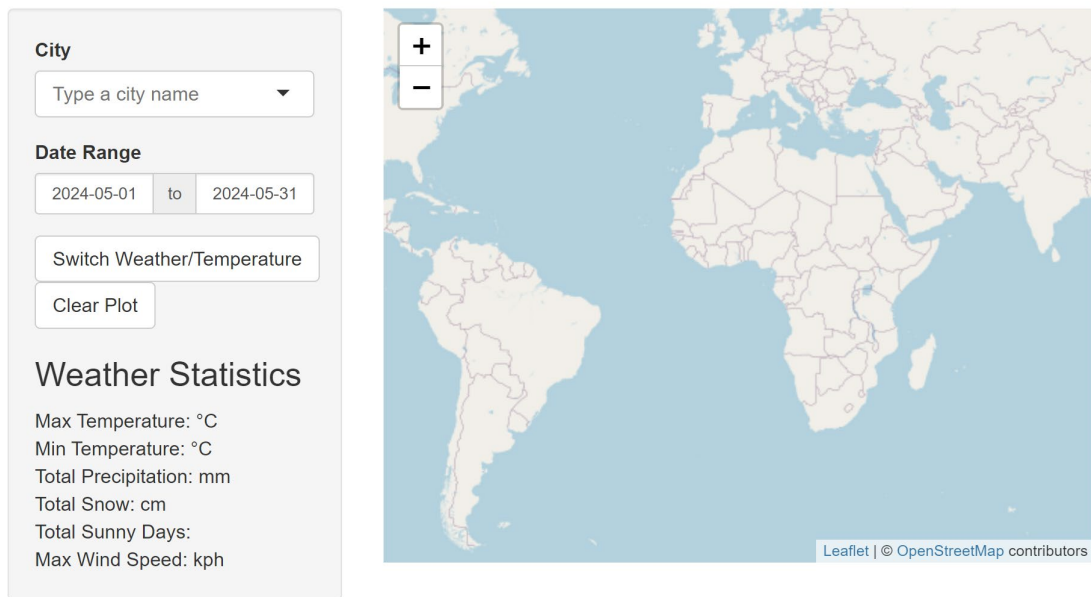 City
Type a city name
Date Range
2024-05-01 to 2024-05-31
Switch Weather/Temperature
Clear Plot
Weather Statistics
Max Temperature: °C
Min Temperature: °C
Total Precipitation: mm
Total Snow: cm
Total Sunny Days:
Max Wind Speed: kph
+
−
Leaflet | © OpenStreetMap contributors